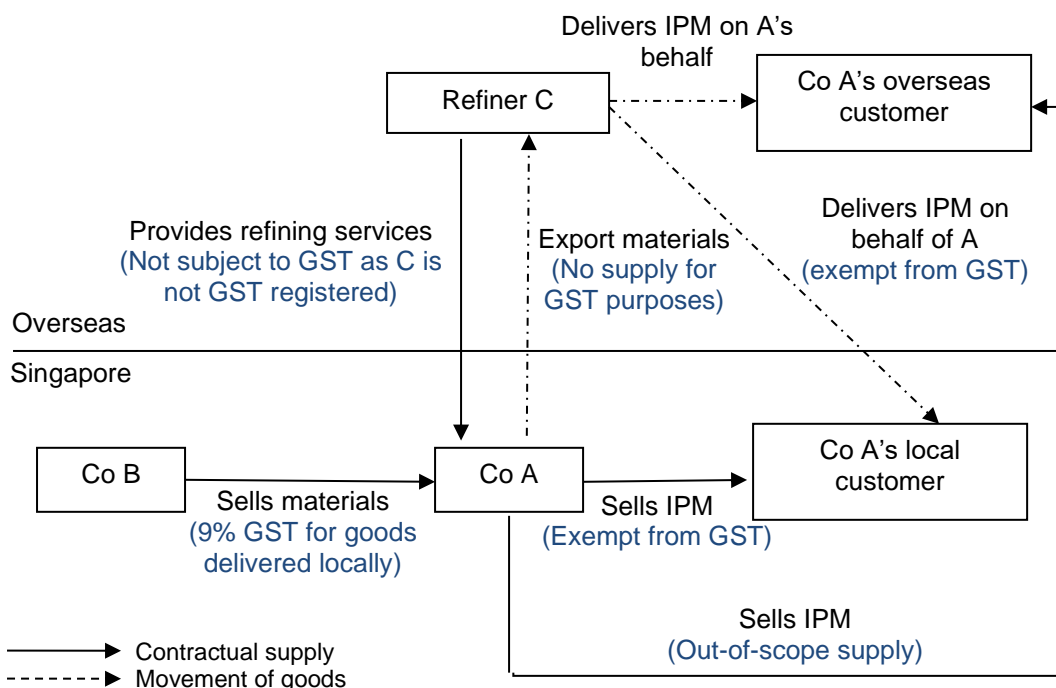 Delivers IPM on A's
behalf
Refiner C
Co A's overseas
customer
Provides refining services
(Not subject to GST as C is
not GST registered)
Export materials
(No supply for
GST purposes)
Delivers IPM on
behalf of A
(exempt from GST)
Overseas
Singapore
Co B
Sells materials
(9% GST for goods
delivered locally)
Co A
Sells IPM
(Exempt from GST)
Co A's local
customer
Sells IPM
(Out-of-scope supply)
Contractual supply
Movement of goods